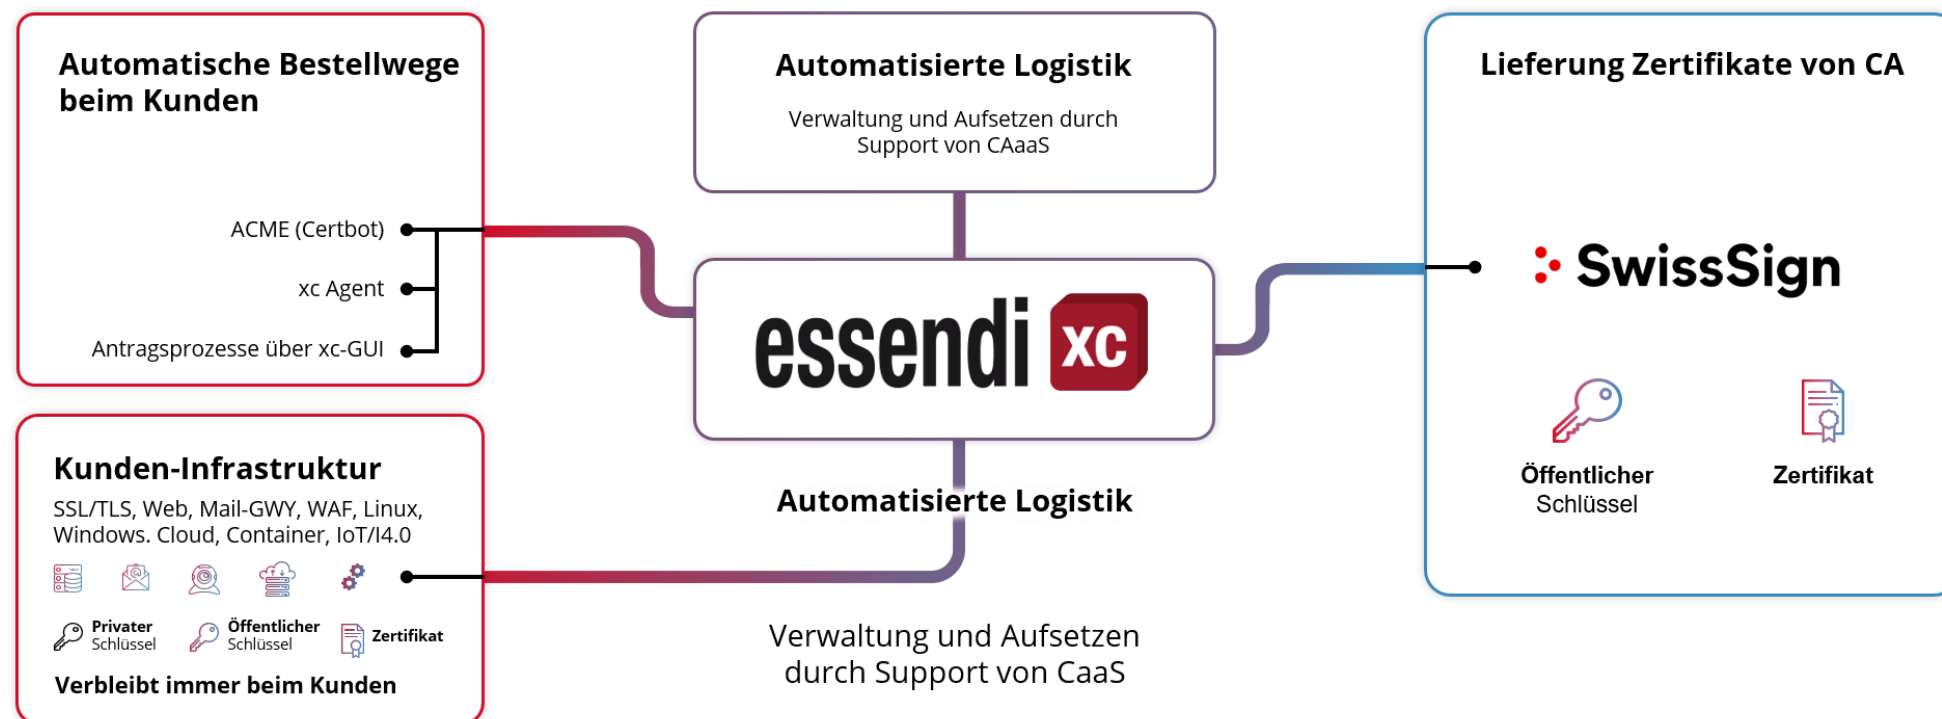 Automatische Bestellwege
beim Kunden
ACME (Certbot)
xc Agent
Antragsprozesse über xc-GUI
Kunden-Infrastruktur
SSL/TLS, Web, Mail-GWY, WAF, Linux,
Windows. Cloud, Container, IoT/I4.0
Privater
Schlüssel
Öffentlicher
Schlüssel
Zertifikat
Verbleibt immer beim Kunden
Automatisierte Logistik
Verwaltung und Aufsetzen durch
Support von CAaaS
essendi xc
Automatisierte Logistik
Verwaltung und Aufsetzen
durch Support von CaaS
Lieferung Zertifikate von CA
SwissSign
Öffentlicher
Schlüssel
Zertifikat